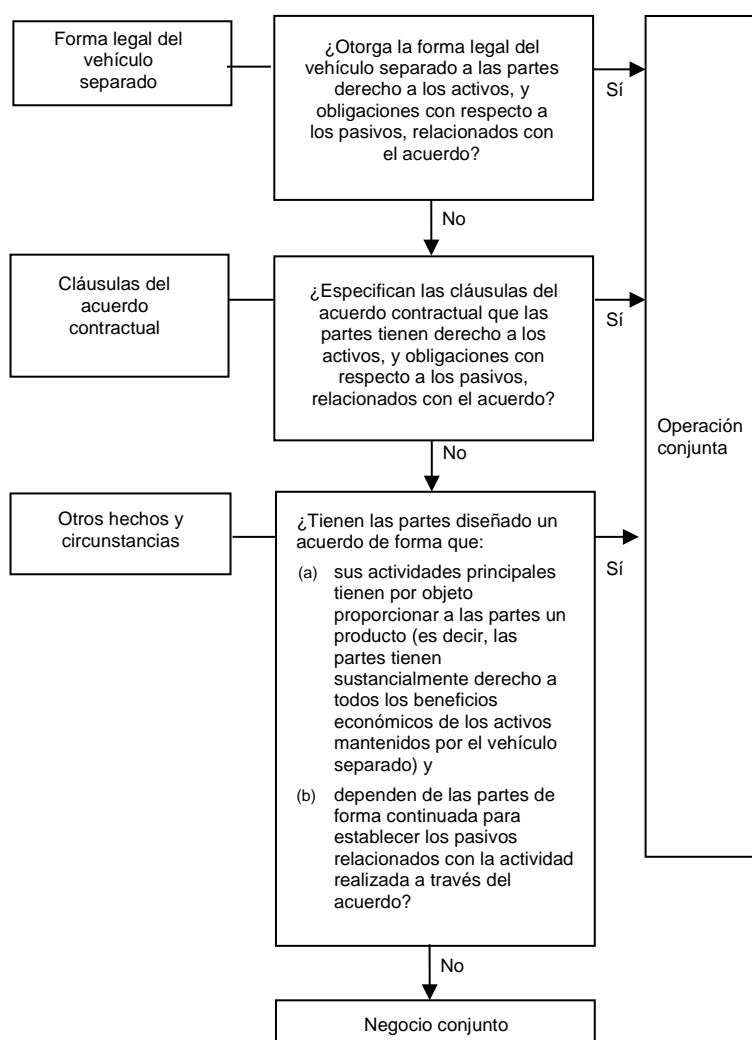 Forma legal del
vehículo
separado
¿Otorga la forma legal del
vehículo separado a las partes
derecho a los activos, y
obligaciones con respecto a
los pasivos, relacionados con
el acuerdo?
Sí
No
Cláusulas del
acuerdo
contractual
¿Especifican las cláusulas del
acuerdo contractual que las
partes tienen derecho a los
activos, y obligaciones con
respecto a los pasivos,
relacionados con el acuerdo?
Sí
Operación
conjunta
No
Otros hechos y
circunstancias
¿Tienen las partes diseñado un
acuerdo de forma que:
(a) sus actividades principales
tienen por objeto
proporcionar a las partes un
producto (es decir, las
partes tienen
sustancialmente derecho a
todos los beneficios
económicos de los activos
mantenidos por el vehículo
separado) y
(b) dependen de las partes de
forma continuada para
establecer los pasivos
relacionados con la actividad
realizada a través del
acuerdo?
Sí
No
Negocio conjunto